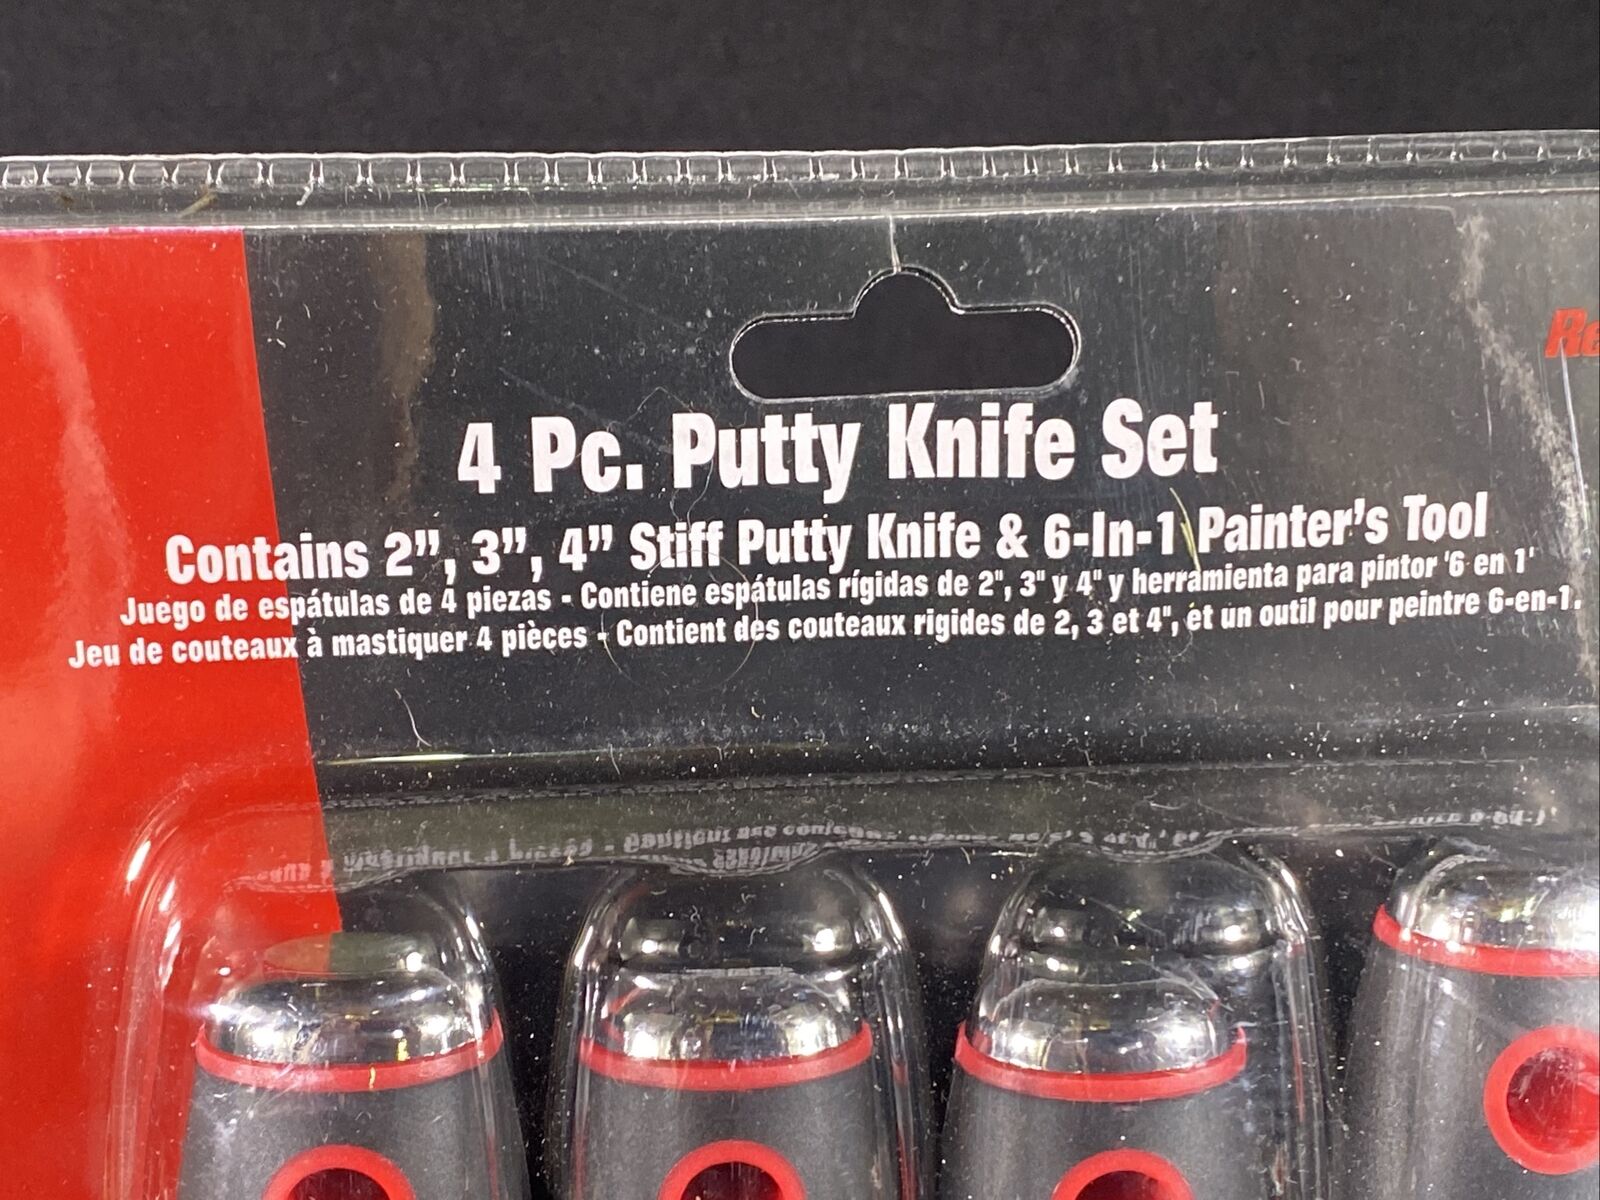 4 Pc. Putty Knife Set
Contains 2”, 3”, 4” Stiff Putty Knife & 6-In-1 Painter’s Tool
Juego de espátulas de 4 piezas - Contiene espátulas rígidas de 2", 3" y 4" y herramienta para pintor '6 en 1'
Jeu de couteaux à mastiquer 4 pièces - Contient des couteaux rigides de 2, 3 et 4", et un outil pour peintre 6-en-1.